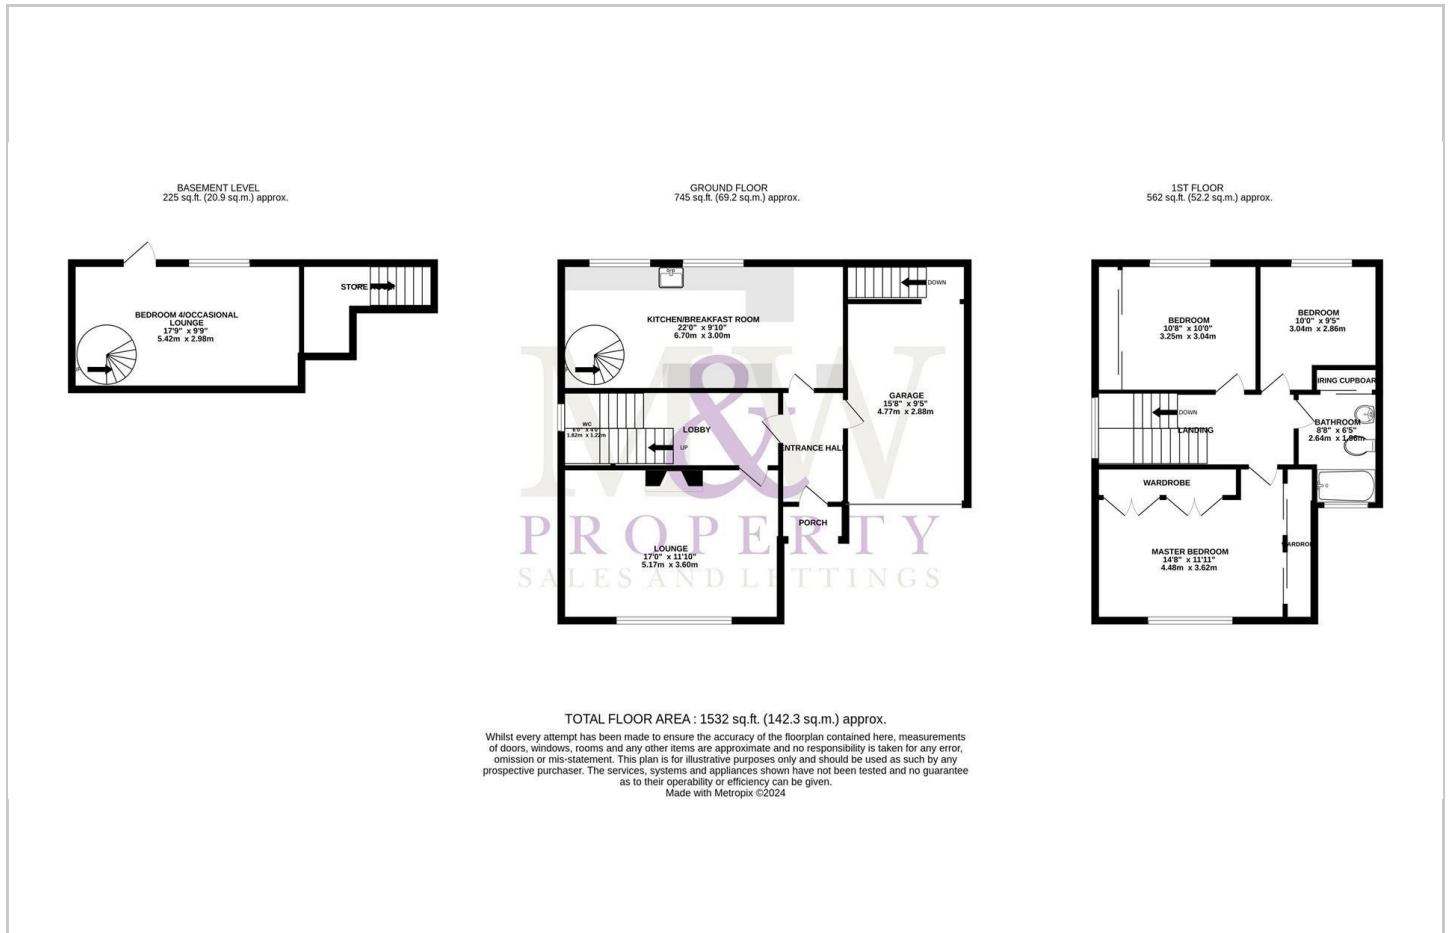 BASEMENT LEVEL
225 sq.ft. (20.9 sq.m.) approx.
GROUND FLOOR
745 sq.ft. (69.2 sq.m.) approx.
1ST FLOOR
562 sq.ft. (52.2 sq.m.) approx.
BEDROOM 4/OCCASIONAL
LOUNGE
17'9" x 9'9"
5.42m x 2.98m
STORE
KITCHEN/BREAKFAST ROOM
22'0" x 9'10"
6.70m x 3.00m
DOWN
GARAGE
15'8" x 9'5"
4.77m x 2.88m
WC
1.82m x 1.22m
LOBBY
UP
ENTRANCE HALL
PORCH
LOUNGE
17'0" x 11'10"
5.17m x 3.60m
BEDROOM
10'8" x 10'0"
3.25m x 3.04m
BEDROOM
10'0" x 9'5"
3.04m x 2.86m
IRING CUPBOAR
DOWN
LANDING
BATHROOM
8'8" x 6'5"
2.64m x 1.96m
WARDROBE
MASTER BEDROOM
14'8" x 11'11"
4.48m x 3.62m
ARDRO
M&W
PROPERTY
SALES AND LETTINGS
TOTAL FLOOR AREA : 1532 sq.ft. (142.3 sq.m.) approx.
Whilst every attempt has been made to ensure the accuracy of the floorplan contained here, measurements
of doors, windows, rooms and any other items are approximate and no responsibility is taken for any error,
omission or mis-statement. This plan is for illustrative purposes only and should be used as such by any
prospective purchaser. The services, systems and appliances shown have not been tested and no guarantee
as to their operability or efficiency can be given.
Made with Metropix ©2024